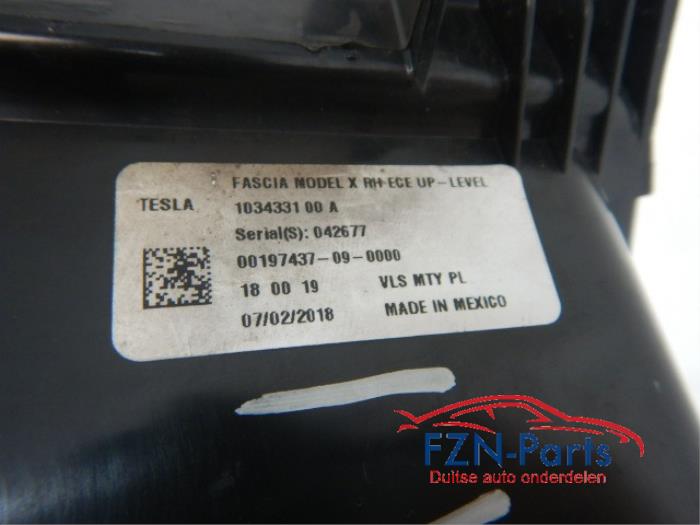 FASCIA MODEL X RH-ECE UP-LEVEL
TESLA 1034331 00 A
Serial(S): 042677
00197437-09-0000
18 00 19 VLS MTY PL
07/02/2018 MADE IN MEXICO
FZN-Parts
Duitse auto onderdelen